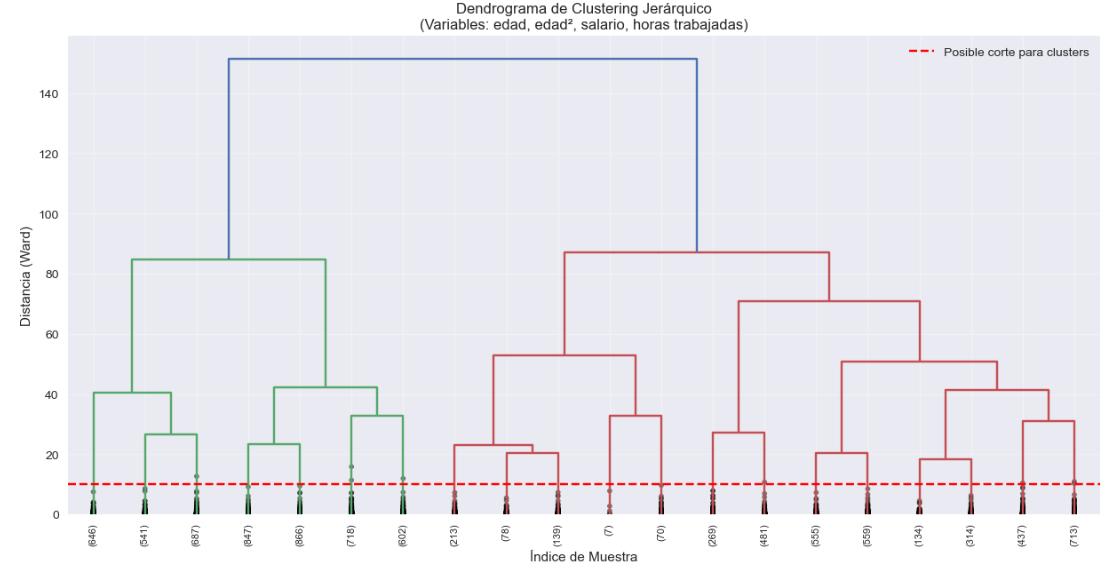 Dendrograma de Clustering Jerárquico
(Variables: edad, edad², salario, horas trabajadas)
Posible corte para clusters
Distancia (Ward)
140
120
100
80
60
40
20
0
(646) (541) (687) (847) (866) (718) (602) (213) (78) (139) (7) (70) (269) (481) (555) (559) (134) (314) (437) (713)
Índice de Muestra